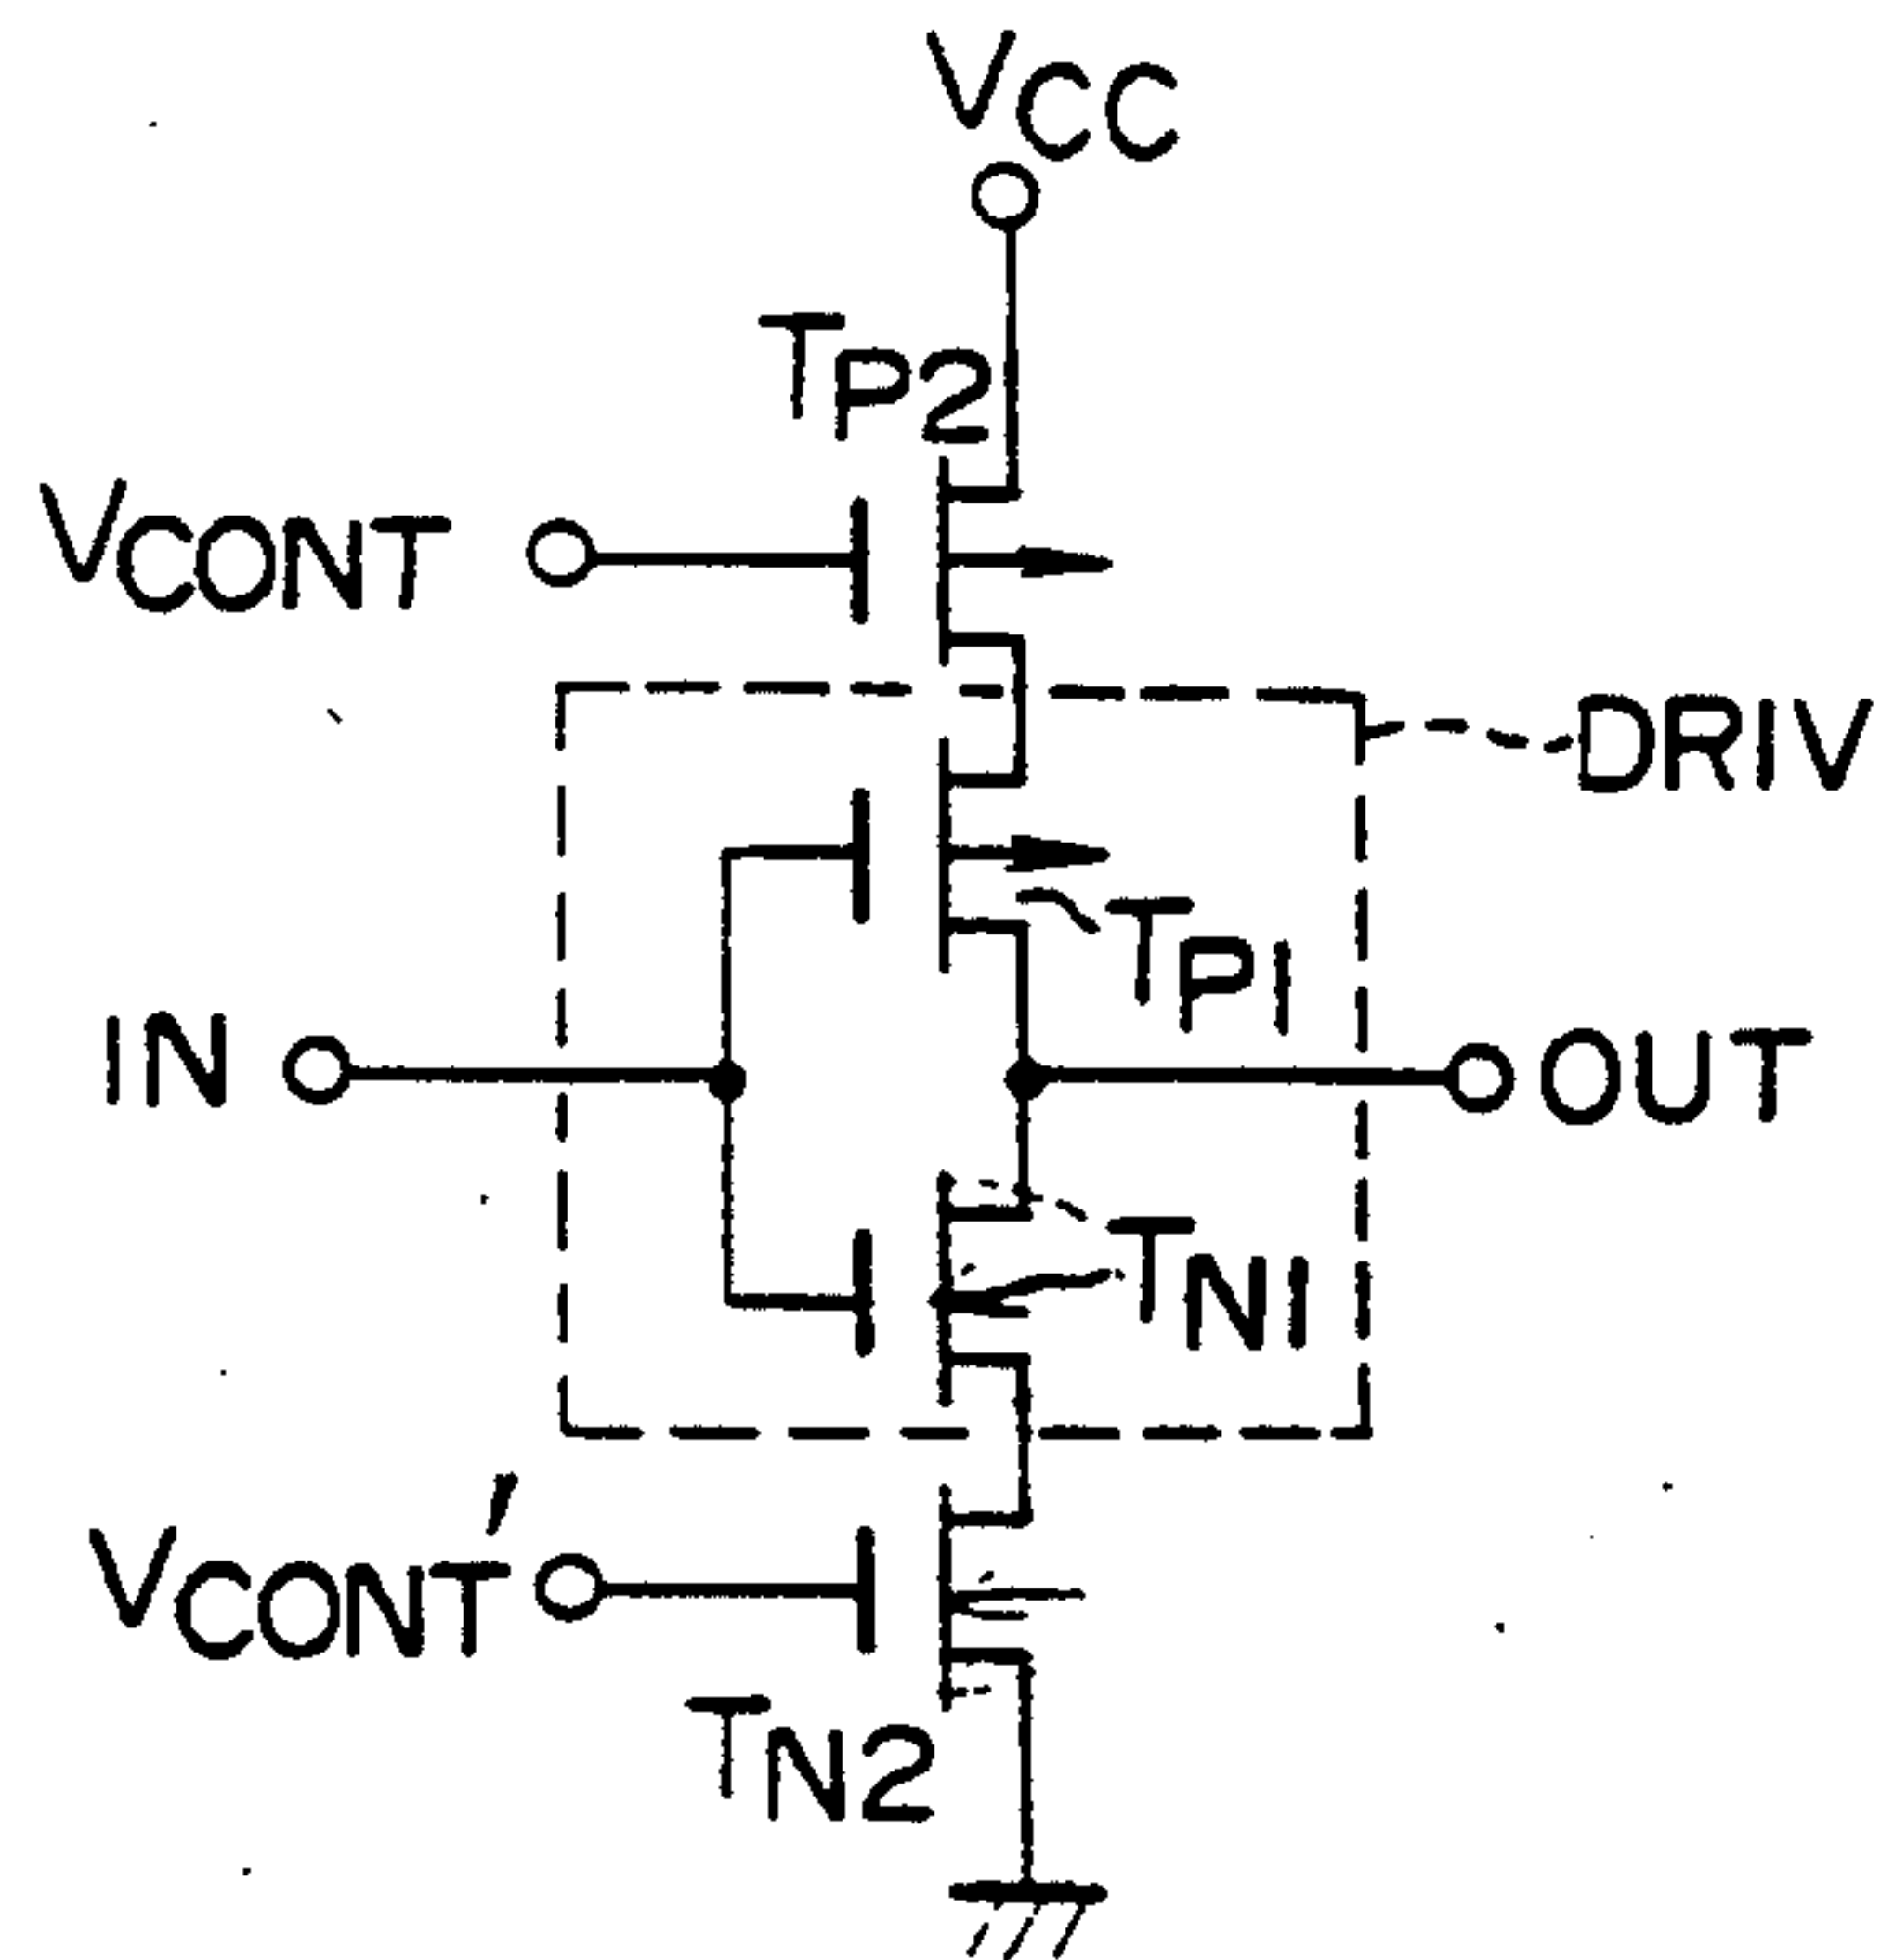 VCC
TP2
VCONT
DRIV
TP1
IN
OUT
TN1
VCONT'
TN2